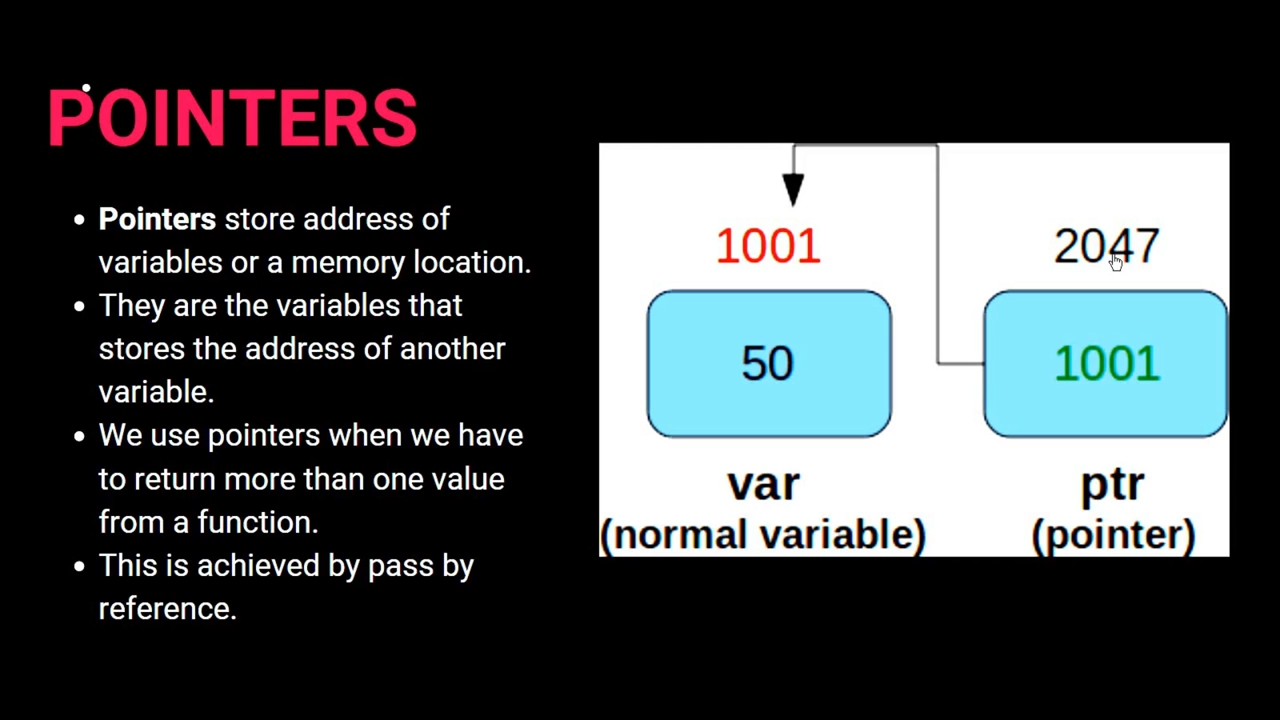 POINTERS
• Pointers store address of
variables or a memory location.
• They are the variables that
stores the address of another
variable.
• We use pointers when we have
to return more than one value
from a function.
• This is achieved by pass by
reference.
1001 2047
50 1001
var ptr
(normal variable) (pointer)